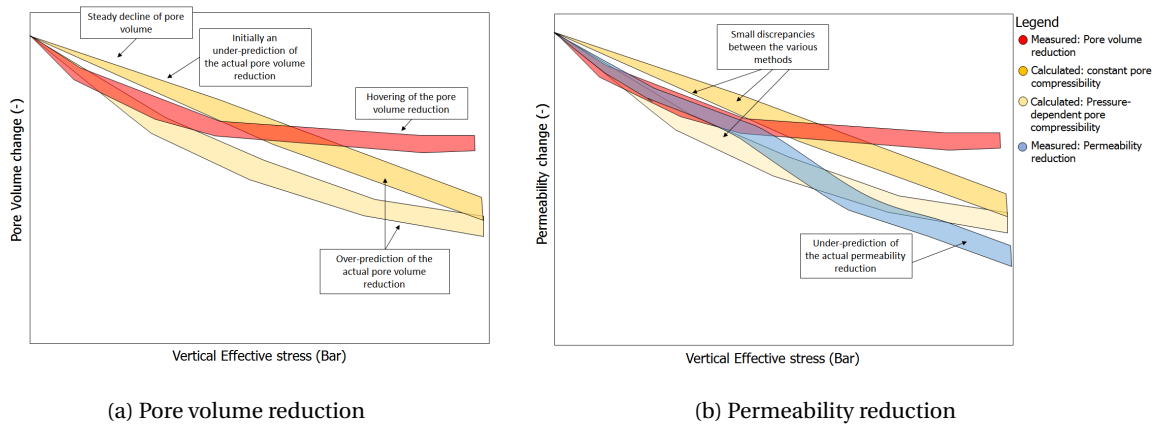 Steady decline of pore
volume
Initially an
under-prediction of
the actual pore volume
reduction
Hovering of the pore
volume reduction
Over-prediction of the
actual pore volume
reduction
Pore Volume change (-)
Vertical Effective stress (Bar)
(a) Pore volume reduction
Small discrepancies
between the various
methods
Under-prediction of
the actual permeability
reduction
Permeability change (-)
Vertical Effective stress (Bar)
(b) Permeability reduction
Legend
Measured: Pore volume
reduction
Calculated: constant pore
compressibility
Calculated: Pressure-
dependent pore
compressibility
Measured: Permeability
reduction